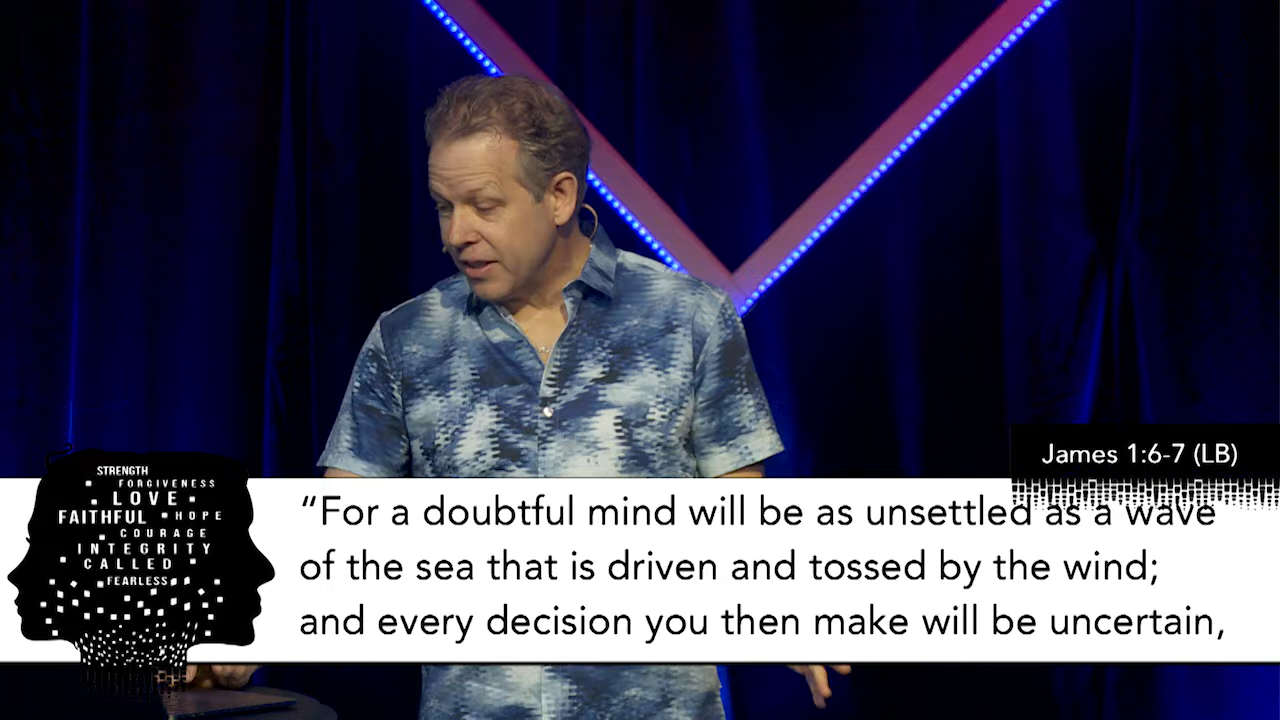 James 1:6-7 (LB)
STRENGTH
FORGIVENESS
LOVE
FAITHFUL HOPE
COURAGE
INTEGRITY
CALLED
FEARLESS
“For a doubtful mind will be as unsettled as a wave
of the sea that is driven and tossed by the wind;
and every decision you then make will be uncertain,